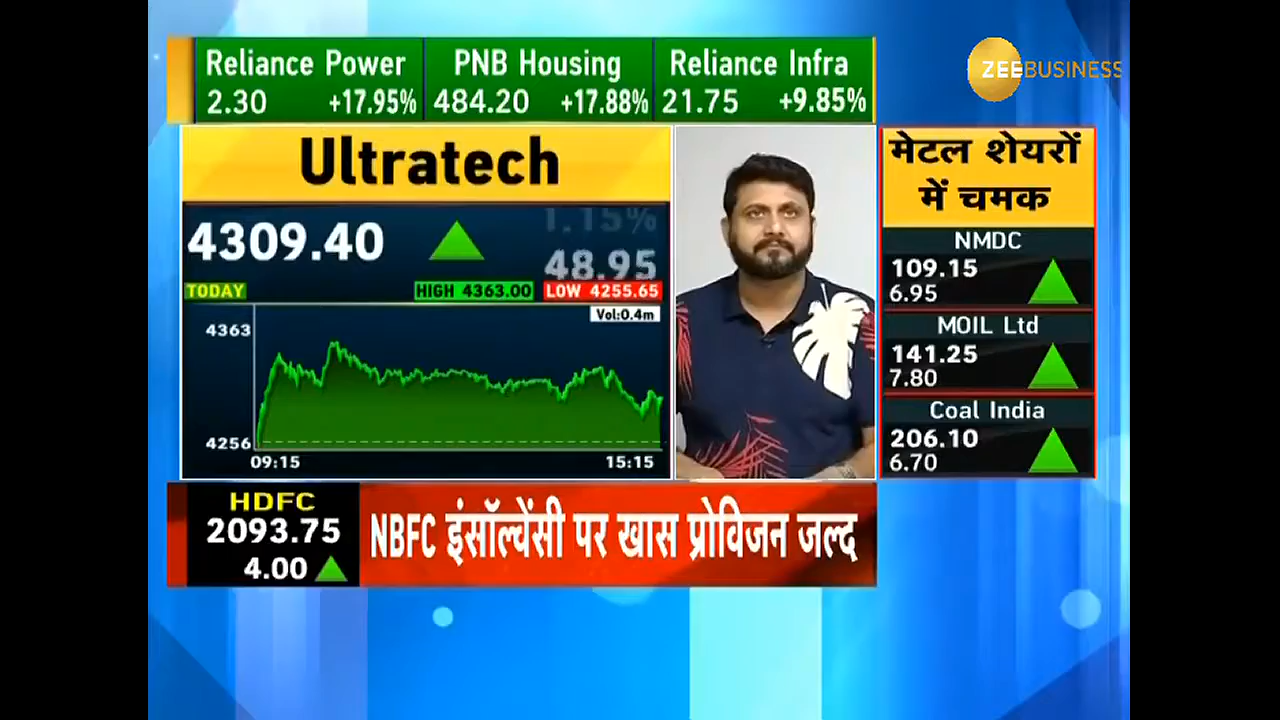 Reliance Power
2.30 +17.95%
PNB Housing
484.20 +17.88%
Reliance Infra
21.75 +9.85%
ZEEBUSINESS
Ultratech
4309.40
1.15%
48.95
TODAY
HIGH 4363.00
LOW 4255.65
Vol:0.4m
4363
4256
09:15
15:15
मेटल शेयरों
में चमक
NMDC
109.15
6.95
MOIL Ltd
141.25
7.80
Coal India
206.10
6.70
HDFC
2093.75
4.00
NBFC इंसॉल्वेंसी पर खास प्रोविजन जल्द